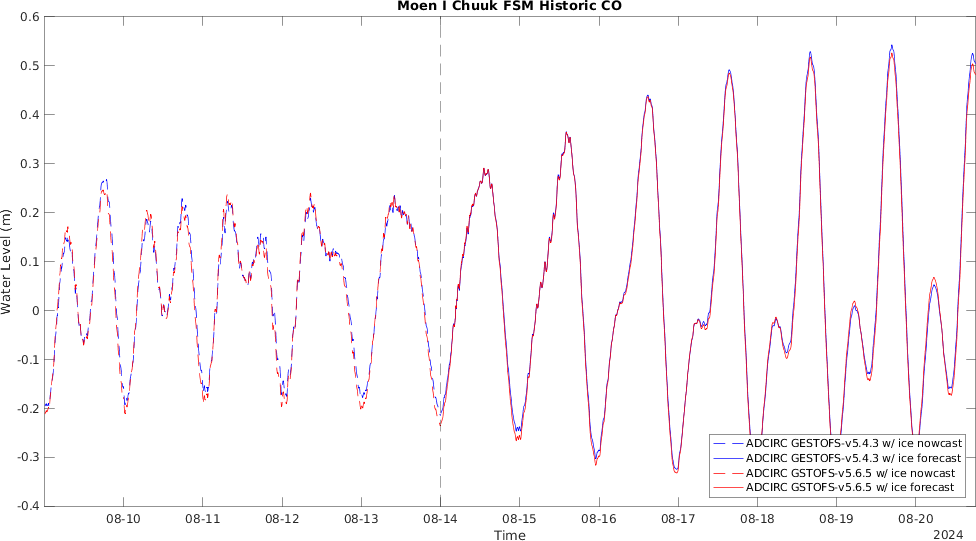 Moen I Chuuk FSM Historic CO
0.6
0.5
0.4
0.3
0.2
0.1
0
-0.1
-0.2
-0.3
-0.4
Water Level (m)
ADCIRC GESTOFS-v5.4.3 w/ ice nowcast
ADCIRC GESTOFS-v5.4.3 w/ ice forecast
ADCIRC GSTOFS-v5.6.5 w/ ice nowcast
ADCIRC GSTOFS-v5.6.5 w/ ice forecast
08-10 08-11 08-12 08-13 08-14 08-15 08-16 08-17 08-18 08-19 08-20
Time
2024